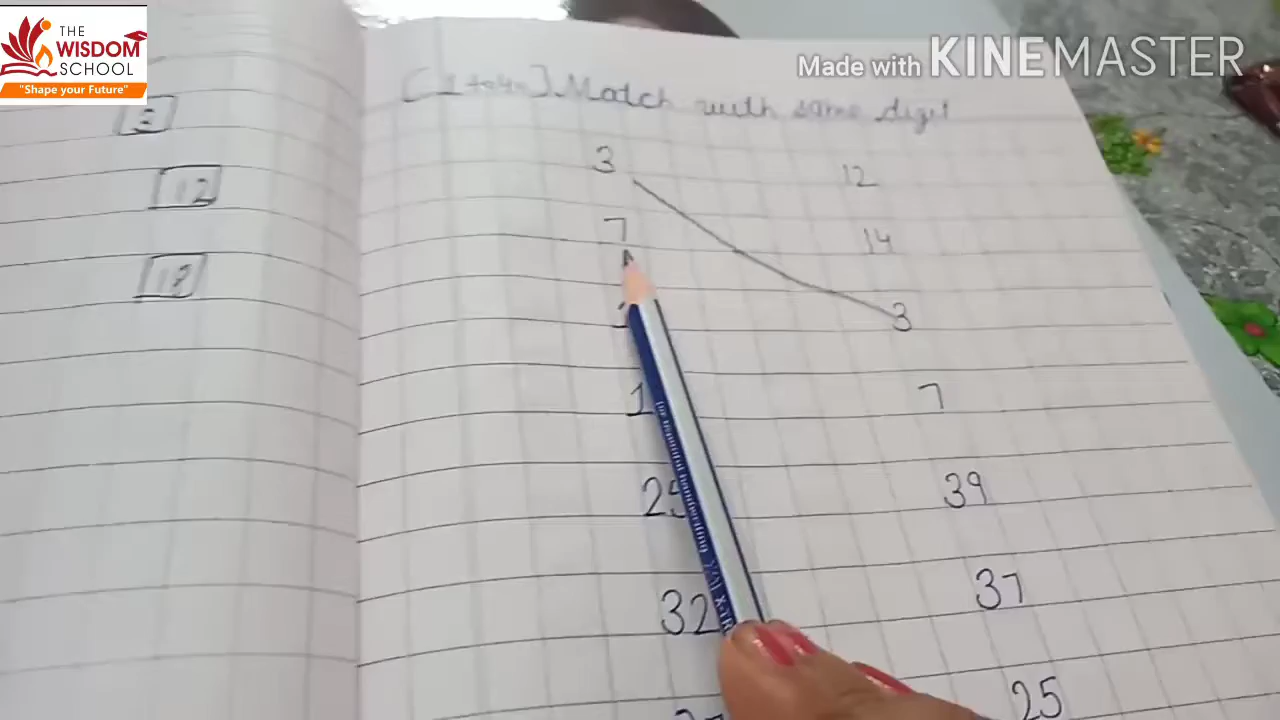 THE
WISDOM
SCHOOL
"Shape your Future"
Made with KINEMASTER
Match with same digit
12
3 12
7 14
3
7
25 39
32 37
25